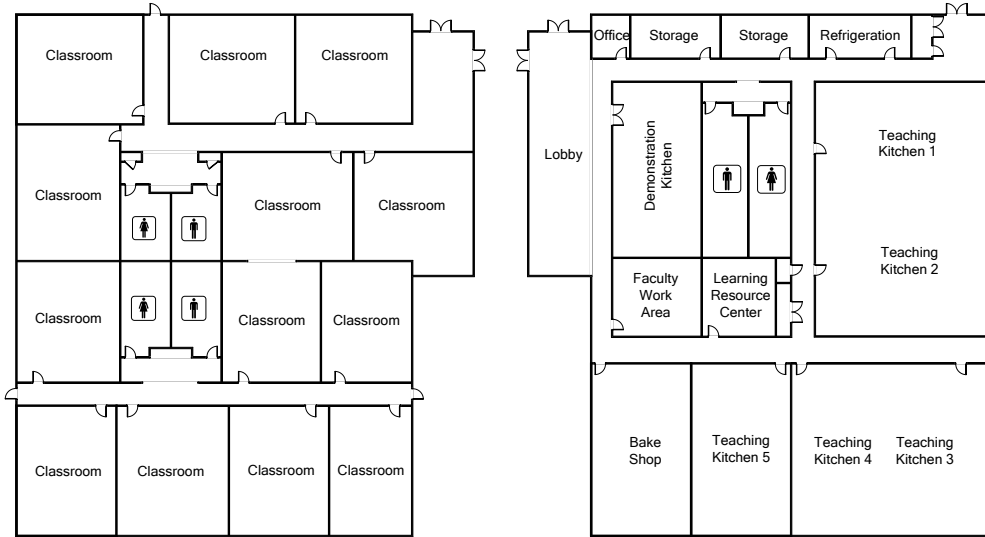 Classroom
Classroom
Classroom
Classroom
Classroom
Classroom
Classroom
Classroom
Classroom
Classroom
Classroom
Classroom
Classroom
Office
Storage
Storage
Refrigeration
Lobby
Demonstration
Kitchen
Teaching
Kitchen 1
Teaching
Kitchen 2
Faculty
Work
Area
Learning
Resource
Center
Bake
Shop
Teaching
Kitchen 5
Teaching
Kitchen 4
Teaching
Kitchen 3